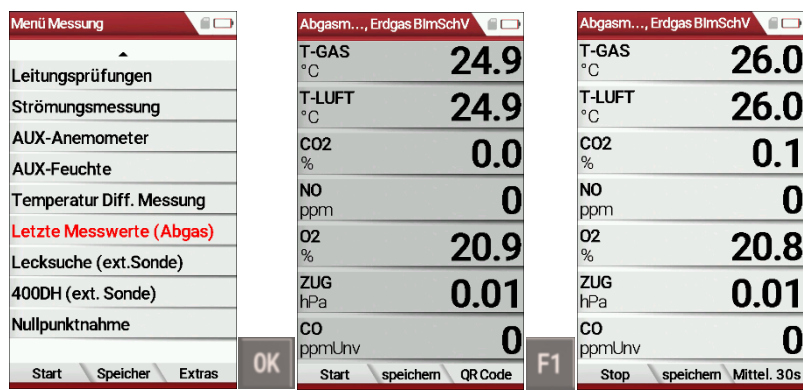 Menü Messung
Leitungsprüfungen
Strömungsmessung
AUX-Anemometer
AUX-Feuchte
Temperatur Diff. Messung
Letzte Messwerte (Abgas)
Lecksuche (ext.Sonde)
400DH (ext. Sonde)
Nullpunktnahme
Start Speicher Extras
OK
Abgasm..., Erdgas BImSchV
T-GAS
°C 24.9
T-LUFT
°C 24.9
CO2
% 0.0
NO
ppm 0
O2
% 20.9
ZUG
hPa 0.01
CO
ppmUnv 0
Start speichern QR Code
F1
Abgasm..., Erdgas BImSchV
T-GAS
°C 26.0
T-LUFT
°C 26.0
CO2
% 0.1
NO
ppm 0
O2
% 20.8
ZUG
hPa 0.01
CO
ppmUnv 0
Stop speichern Mittel. 30s